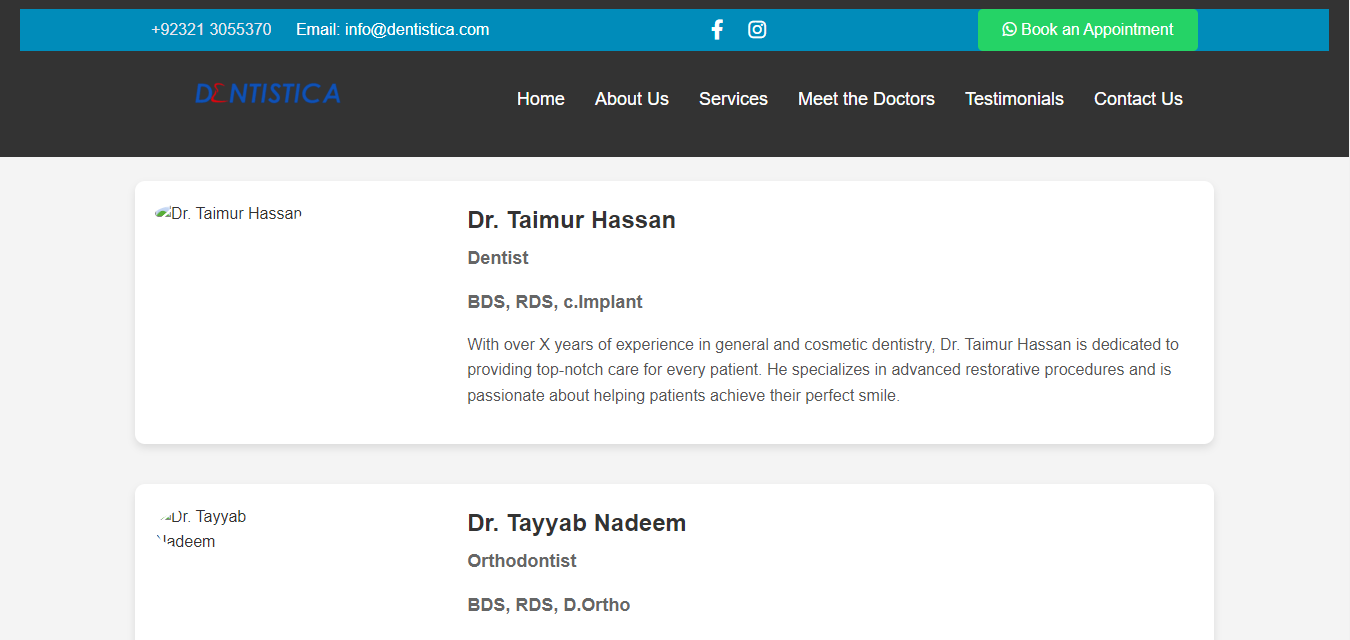 +92321 3055370 Email: info@dentistica.com Book an Appointment
DENTISTICA Home About Us Services Meet the Doctors Testimonials Contact Us
Dr. Taimur Hassan
Dr. Taimur Hassan
Dentist
BDS, RDS, c.Implant
With over X years of experience in general and cosmetic dentistry, Dr. Taimur Hassan is dedicated to
providing top-notch care for every patient. He specializes in advanced restorative procedures and is
passionate about helping patients achieve their perfect smile.
Dr. Tayyab
Nadeem
Dr. Tayyab Nadeem
Orthodontist
BDS, RDS, D.Ortho